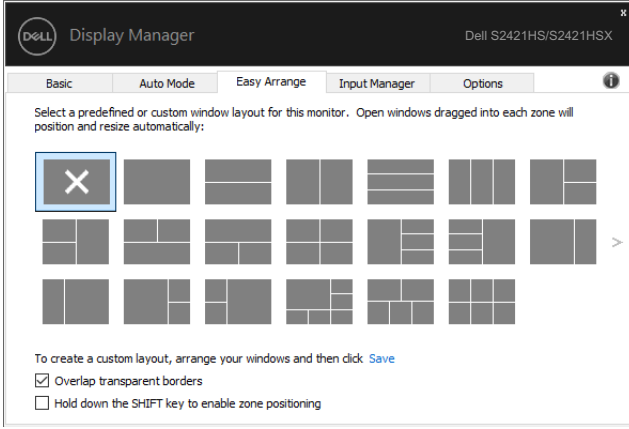 x
DELL Display Manager Dell S2421HS/S2421HSX
Basic Auto Mode Easy Arrange Input Manager Options i
Select a predefined or custom window layout for this monitor. Open windows dragged into each zone will
position and resize automatically:
>
To create a custom layout, arrange your windows and then click Save
Overlap transparent borders
Hold down the SHIFT key to enable zone positioning